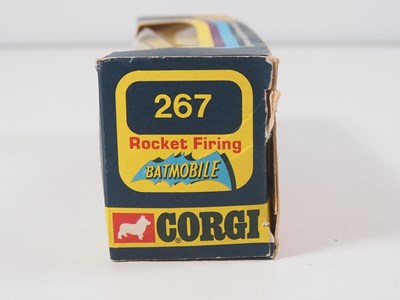 267
Rocket Firing
BATMOBILE
CORGI
®